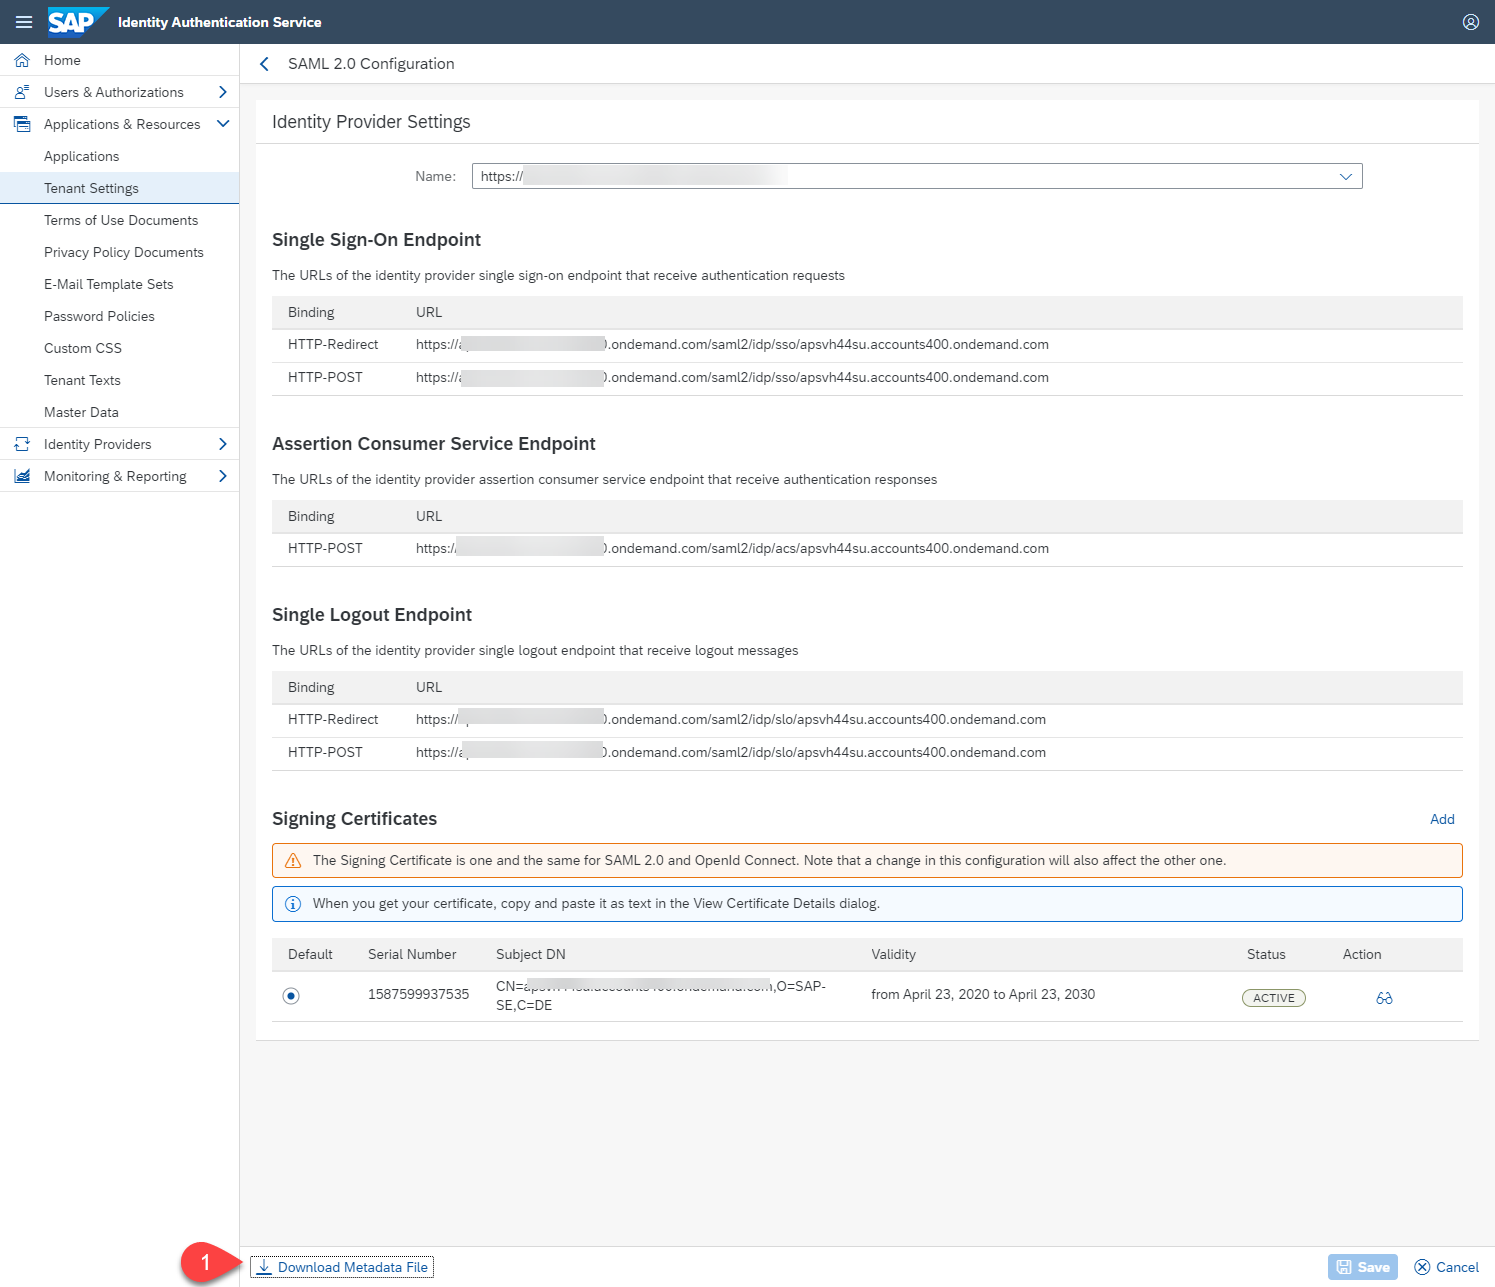 SAP Identity Authentication Service
Home
Users & Authorizations
Applications & Resources
Applications
Tenant Settings
Terms of Use Documents
Privacy Policy Documents
E-Mail Template Sets
Password Policies
Custom CSS
Tenant Texts
Master Data
Identity Providers
Monitoring & Reporting
SAML 2.0 Configuration
Identity Provider Settings
Name: https://
Single Sign-On Endpoint
The URLs of the identity provider single sign-on endpoint that receive authentication requests
Binding URL
HTTP-Redirect https:// .ondemand.com/saml2/idp/sso/apsvh44su.accounts400.ondemand.com
HTTP-POST https:// .ondemand.com/saml2/idp/sso/apsvh44su.accounts400.ondemand.com
Assertion Consumer Service Endpoint
The URLs of the identity provider assertion consumer service endpoint that receive authentication responses
Binding URL
HTTP-POST https:// .ondemand.com/saml2/idp/acs/apsvh44su.accounts400.ondemand.com
Single Logout Endpoint
The URLs of the identity provider single logout endpoint that receive logout messages
Binding URL
HTTP-Redirect https:// .ondemand.com/saml2/idp/slo/apsvh44su.accounts400.ondemand.com
HTTP-POST https:// .ondemand.com/saml2/idp/slo/apsvh44su.accounts400.ondemand.com
Signing Certificates Add
The Signing Certificate is one and the same for SAML 2.0 and OpenId Connect. Note that a change in this configuration will also affect the other one.
When you get your certificate, copy and paste it as text in the View Certificate Details dialog.
Default Serial Number Subject DN Validity Status Action
1587599937535 CN= ,O=SAP-
SE,C=DE from April 23, 2020 to April 23, 2030 ACTIVE
1 Download Metadata File Save Cancel